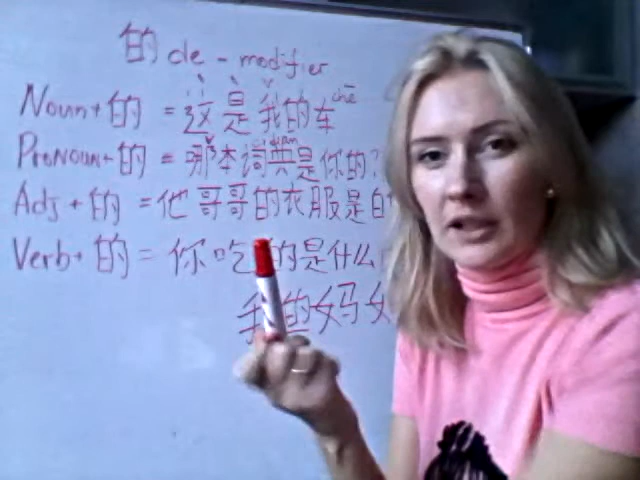 的 de - modifier
Noun+的 = 这是我的车 chē
Pronoun+的 = 哪本词典是你的?
Adj+的 = 他哥哥的衣服是白
Verb+的 = 你吃的是什么
我的妈